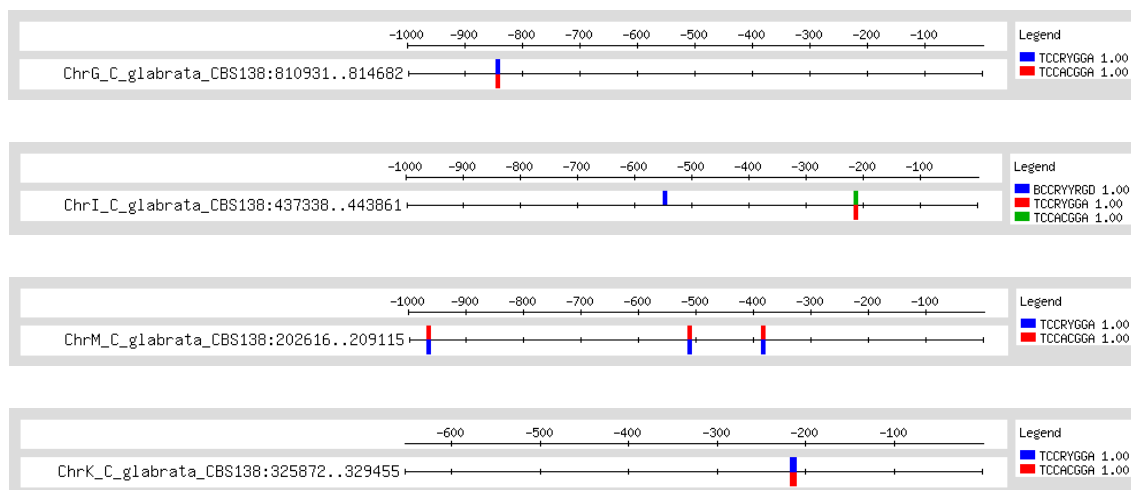 -1000 -900 -800 -700 -600 -500 -400 -300 -200 -100
ChrG_C_glabrata_CBS138:810931..814682
Legend
TCCRYGGA 1.00
TCCACGGA 1.00
-1000 -900 -800 -700 -600 -500 -400 -300 -200 -100
ChrI_C_glabrata_CBS138:437338..443861
Legend
BCCRYYRGD 1.00
TCCRYGGA 1.00
TCCACGGA 1.00
-1000 -900 -800 -700 -600 -500 -400 -300 -200 -100
ChrM_C_glabrata_CBS138:202616..209115
Legend
TCCRYGGA 1.00
TCCACGGA 1.00
-600 -500 -400 -300 -200 -100
ChrK_C_glabrata_CBS138:325872..329455
Legend
TCCRYGGA 1.00
TCCACGGA 1.00